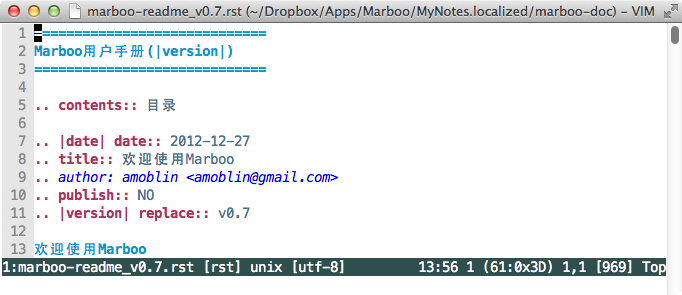 marboo-readme_v0.7.rst (~/Dropbox/Apps/Marboo/MyNotes.localized/marboo-doc) – VIM
1 =============================
2 Marboo用户手册(|version|)
3 =============================
4
5 .. contents:: 目录
6
7 .. |date| date:: 2012-12-27
8 .. title:: 欢迎使用Marboo
9 .. author: amoblin <amoblin@gmail.com>
10 .. publish:: NO
11 .. |version| replace:: v0.7
12
13 欢迎使用Marboo
1:marboo-readme_v0.7.rst [rst] unix [utf-8] 13:56 1 (61:0x3D) 1,1 [969] Top